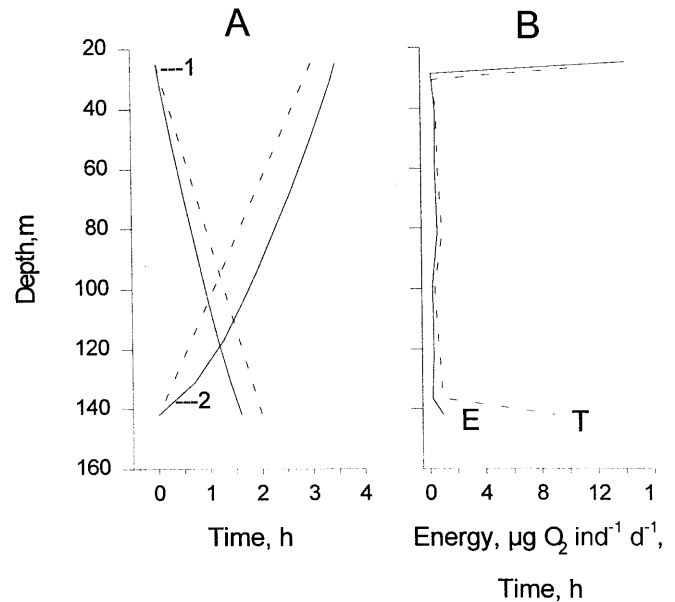 A
B
20
40
60
80
100
120
140
160
Depth,m
---1
---2
0 1 2 3 4
Time, h
E
T
0 4 8 12 1
Energy, µg O₂ ind⁻¹ d⁻¹,
Time, h